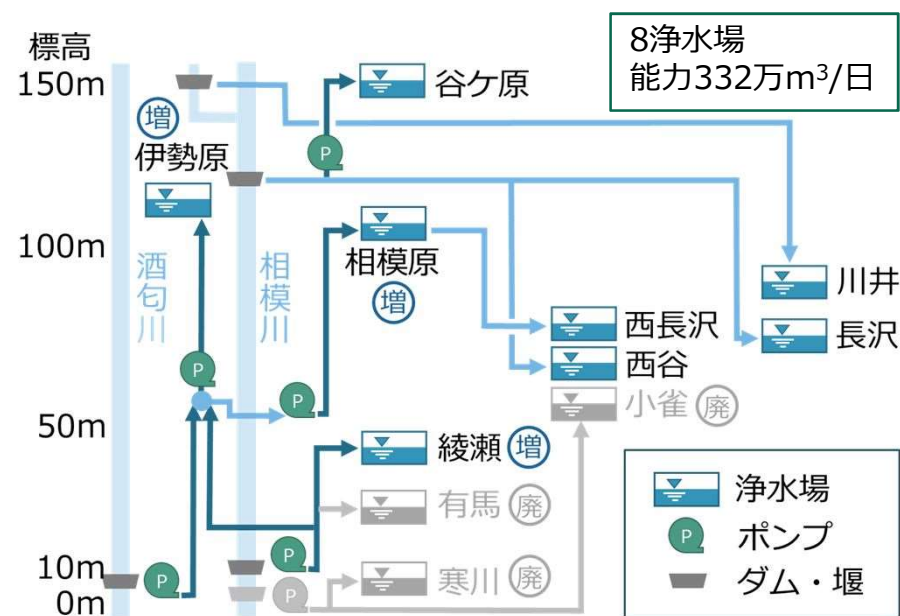 標高
150m
100m
50m
10m
0m
8浄水場
能力332万m³/日
谷ケ原
増
伊勢原
P
酒匂川
相模川
相模原
増
P
P
川井
長沢
西長沢
西谷
小雀 廃
綾瀬 増
有馬 廃
寒川 廃
P
P
P
浄水場
P ポンプ
ダム・堰